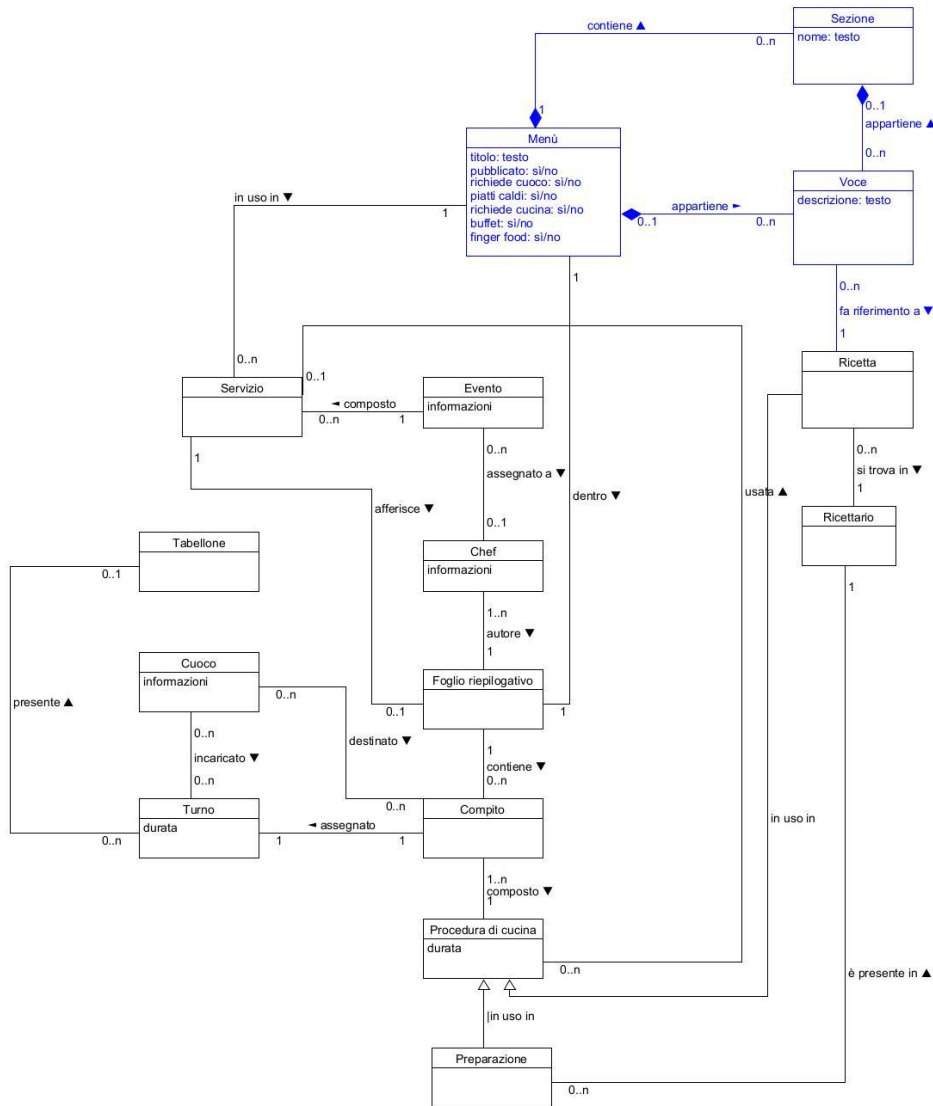 Sezione
nome: testo
contiene ▲
0..n
1
0..1
appartiene ▲
0..n
Menù
titolo: testo
pubblicato: sì/no
richiede cuoco: sì/no
piatti caldi: sì/no
richiede cucina: sì/no
buffet: sì/no
finger food: sì/no
Voce
descrizione: testo
appartiene ►
0..1
0..n
in uso in ▼
1
1
0..n
fa riferimento a ▼
1
0..n
0..1
Servizio
Evento
informazioni
◄ composto
0..n
1
Ricetta
0..n
si trova in ▼
1
1
0..n
assegnato a ▼
0..1
afferisce ▼
dentro ▼
usata ▲
Ricettario
1
Tabellone
0..1
Chef
informazioni
1..n
autore ▼
1
Cuoco
informazioni
0..n
Foglio riepilogativo
0..1
1
presente ▲
0..n
incaricato ▼
0..n
destinato ▼
0..n
1
contiene ▼
0..n
Turno
durata
0..n
◄ assegnato
1
1
Compito
in uso in
1..n
composto ▼
1
Procedura di cucina
durata
0..n
è presente in ▲
|in uso in
Preparazione
0..n